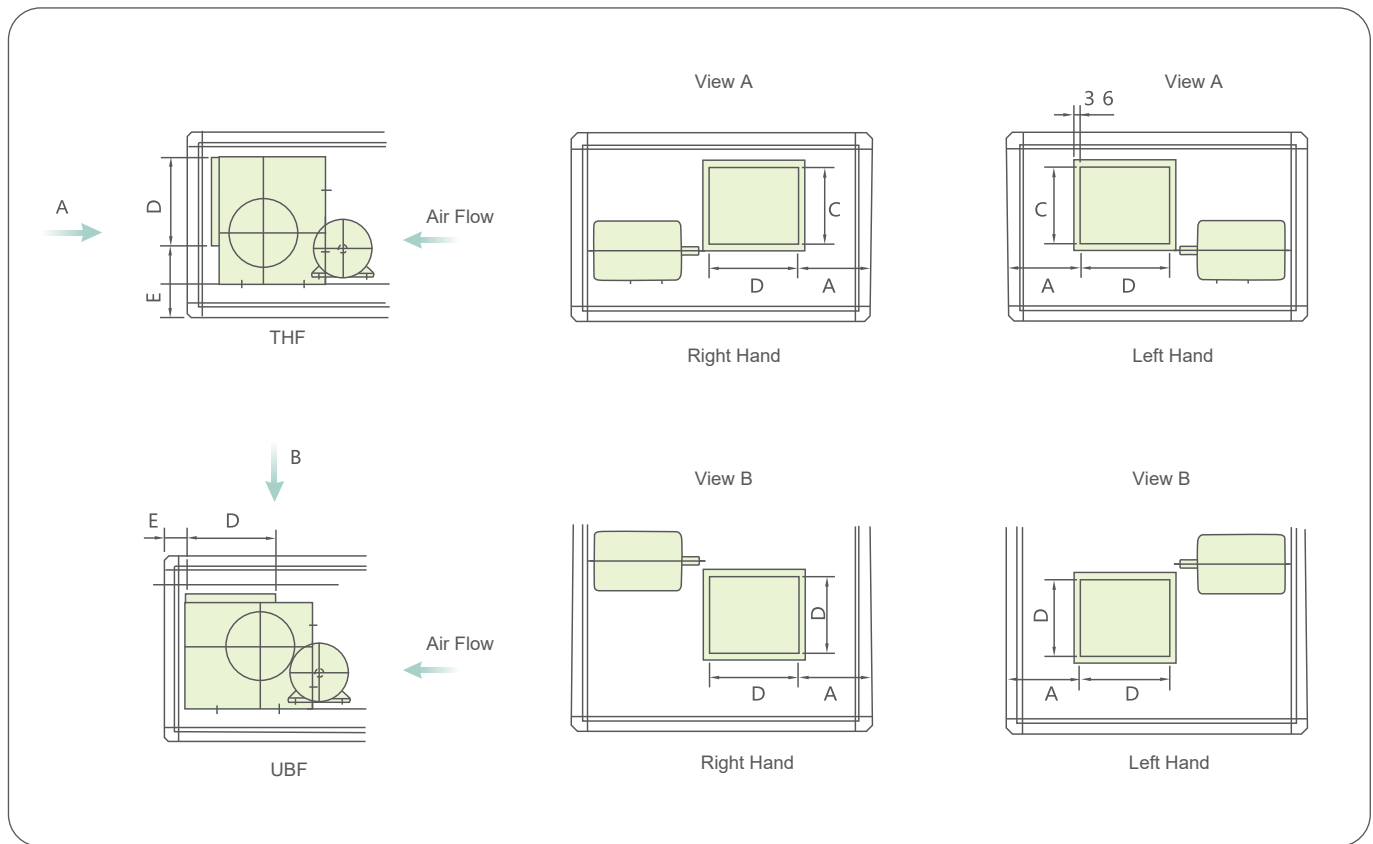 View A
View A
3 6
A
D
E
Air Flow
C
D
A
C
A
D
THF
Right Hand
Left Hand
B
View B
View B
E
D
Air Flow
D
D
A
D
A
D
UBF
Right Hand
Left Hand